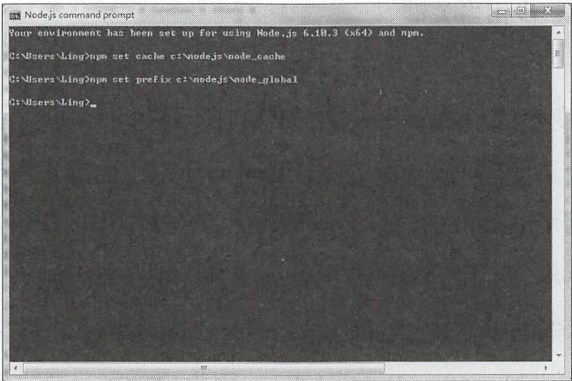 Node.js command prompt
Your environment has been set up for using Node.js 6.10.3 (x64) and npm.
C:\Users\Ling>npm set cache c:\nodejs\node_cache
C:\Users\Ling>npm set prefix c:\nodejs\node_global
C:\Users\Ling>_